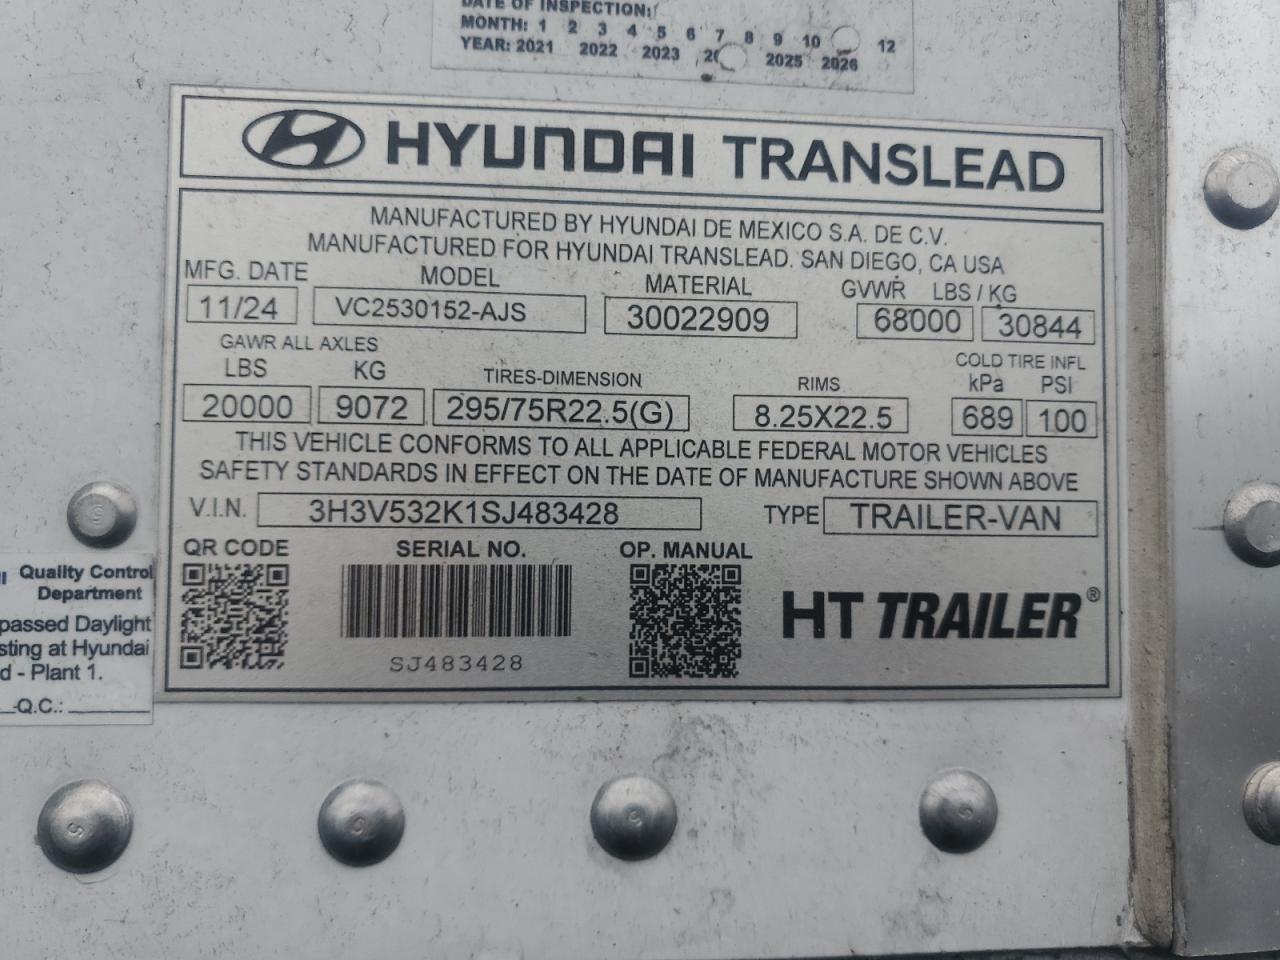 DATE OF INSPECTION:
MONTH: 1 2 3 4 5 6 7 8 9 10 12
YEAR: 2021 2022 2023 2025 2026
HYUNDAI TRANSLEAD
MANUFACTURED BY HYUNDAI DE MEXICO S.A. DE C.V.
MANUFACTURED FOR HYUNDAI TRANSLEAD. SAN DIEGO, CA USA
MFG. DATE MODEL MATERIAL GVWR LBS / KG
11/24 VC2530152-AJS 30022909 68000 30844
GAWR ALL AXLES COLD TIRE INFL
LBS KG TIRES-DIMENSION RIMS kPa PSI
20000 9072 295/75R22.5(G) 8.25X22.5 689 100
THIS VEHICLE CONFORMS TO ALL APPLICABLE FEDERAL MOTOR VEHICLES
SAFETY STANDARDS IN EFFECT ON THE DATE OF MANUFACTURE SHOWN ABOVE
V.I.N. 3H3V532K1SJ483428 TYPE TRAILER-VAN
QR CODE SERIAL NO. OP. MANUAL
HT TRAILER®
SJ483428
Quality Control
Department
passed Daylight
sting at Hyundai
d - Plant 1.
Q.C.: